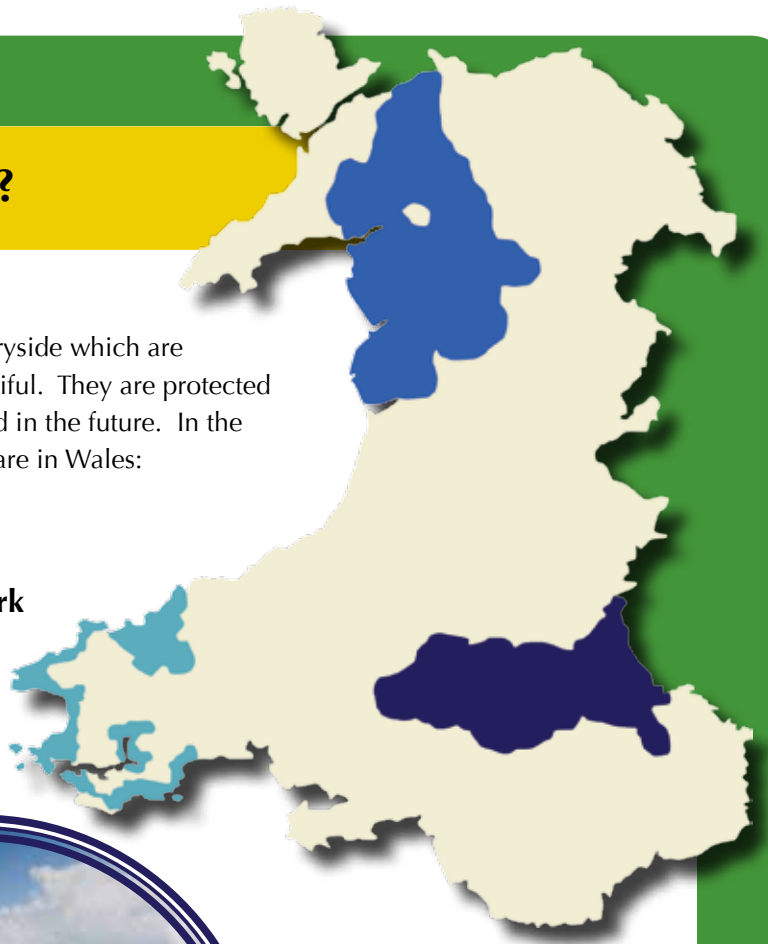 ?
ryside which are
iful. They are protected
d in the future. In the
are in Wales:
rk